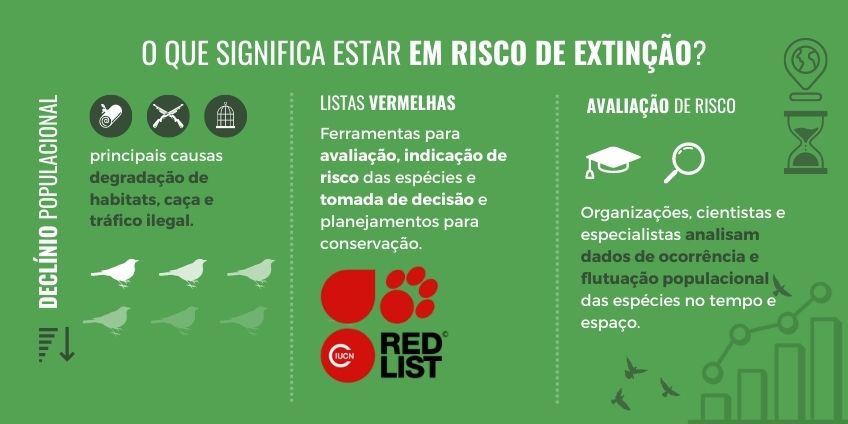 O QUE SIGNIFICA ESTAR EM RISCO DE EXTINÇÃO?
DECLÍNIO POPULACIONAL
principais causas
degradação de
habitats, caça e
tráfico ilegal.
LISTAS VERMELHAS
Ferramentas para
avaliação, indicação de
risco das espécies e
tomada de decisão e
planejamentos para
conservação.
IUCN
RED
LIST
©
AVALIAÇÃO DE RISCO
Organizações, cientistas e
especialistas analisam
dados de ocorrência e
flutuação populacional
das espécies no tempo e
espaço.